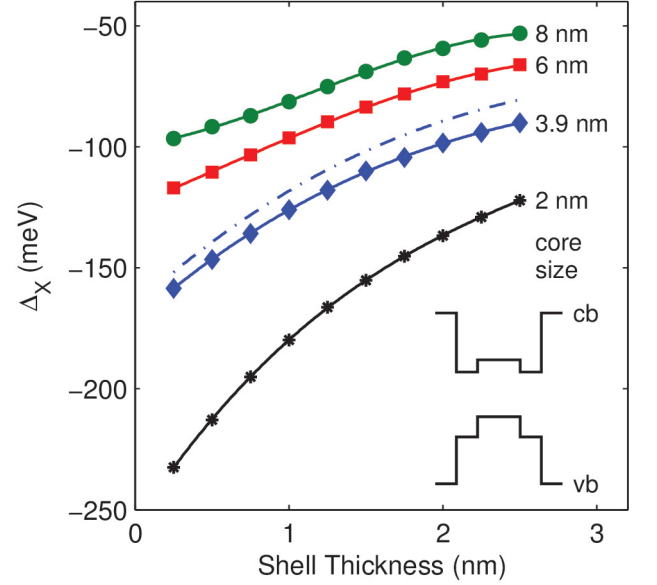 −50
−100
−150
−200
−250
0
1
2
3
ΔX (meV)
Shell Thickness (nm)
8 nm
6 nm
3.9 nm
2 nm
core
size
cb
vb